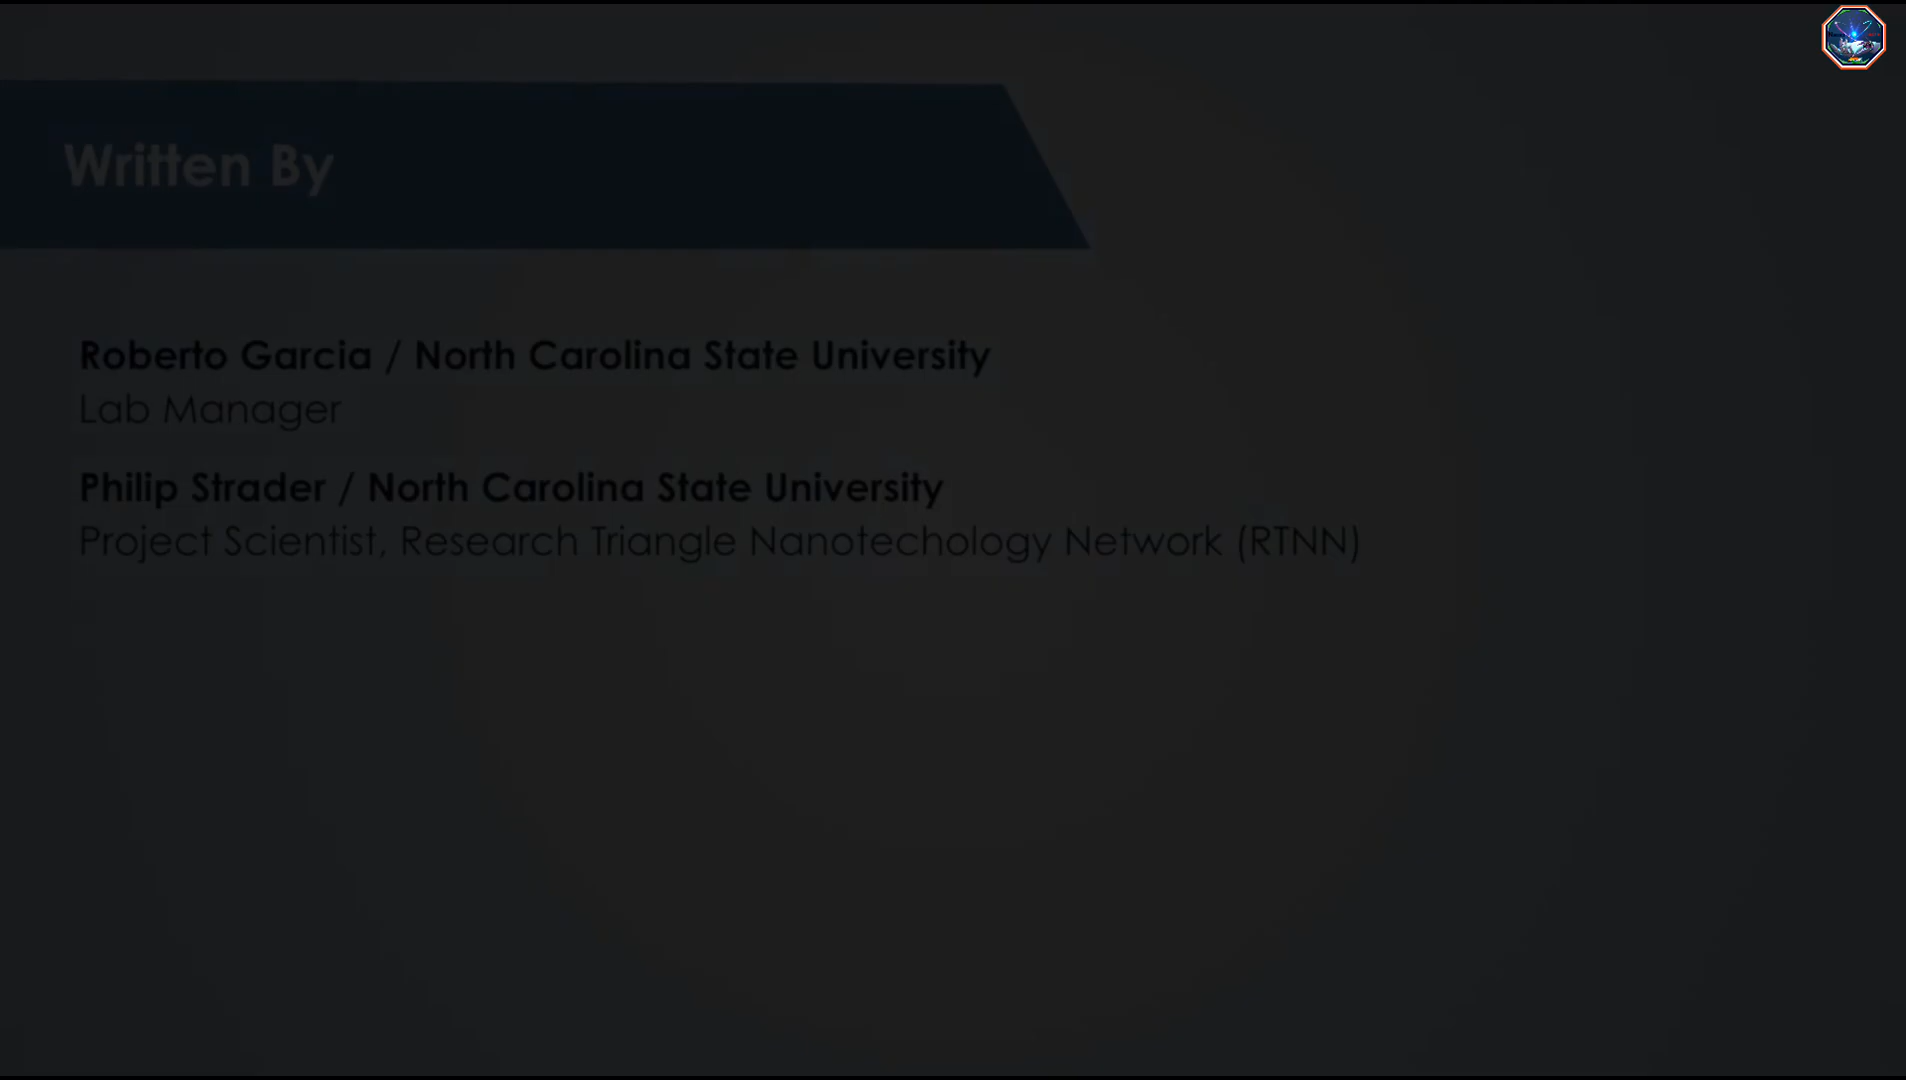 Written By
Roberto Garcia / North Carolina State University
Lab Manager
Philip Strader / North Carolina State University
Project Scientist, Research Triangle Nanotechology Network (RTNN)